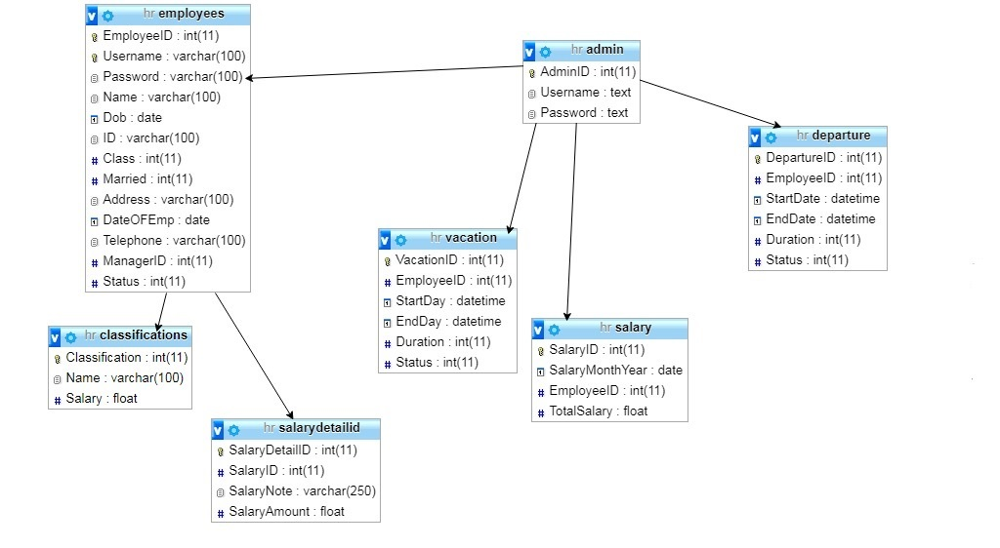 hr employees
EmployeeID : int(11)
Username : varchar(100)
Password : varchar(100)
Name : varchar(100)
Dob : date
ID : varchar(100)
Class : int(11)
Married : int(11)
Address : varchar(100)
DateOFEmp : date
Telephone : varchar(100)
ManagerID : int(11)
Status : int(11)
hr admin
AdminID : int(11)
Username : text
Password : text
hr departure
DepartureID : int(11)
EmployeeID : int(11)
StartDate : datetime
EndDate : datetime
Duration : int(11)
Status : int(11)
hr vacation
VacationID : int(11)
EmployeeID : int(11)
StartDay : datetime
EndDay : datetime
Duration : int(11)
Status : int(11)
hr salary
SalaryID : int(11)
SalaryMonthYear : date
EmployeeID : int(11)
TotalSalary : float
hr classifications
Classification : int(11)
Name : varchar(100)
Salary : float
hr salarydetailid
SalaryDetailID : int(11)
SalaryID : int(11)
SalaryNote : varchar(250)
SalaryAmount : float